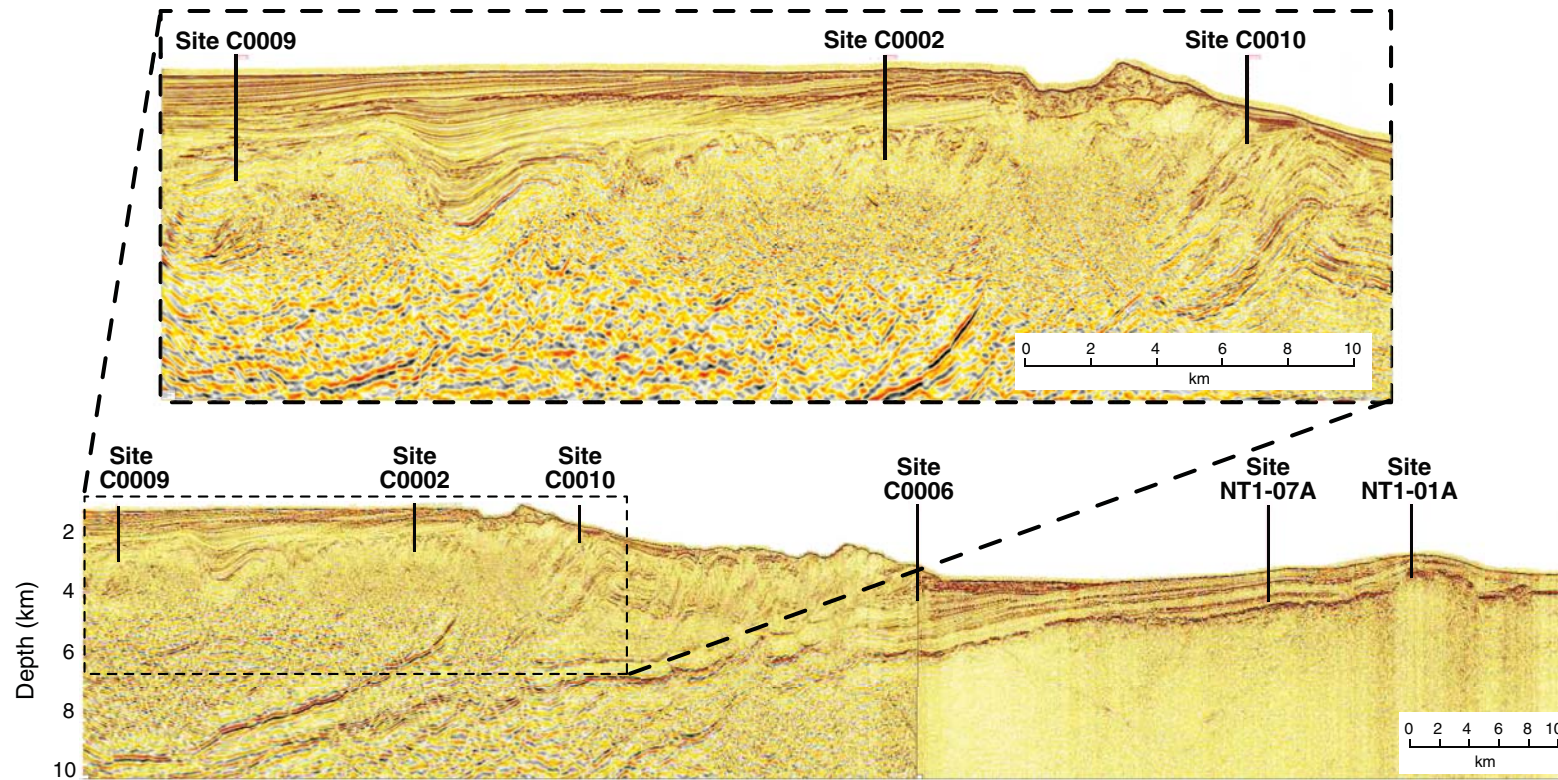 Site C0009
Site C0002
Site C0010
0 2 4 6 8 10
km
Site
C0009
Site
C0002
Site
C0010
Site
C0006
Site
NT1-07A
Site
NT1-01A
2
4
6
8
10
Depth (km)
0 2 4 6 8 10
km